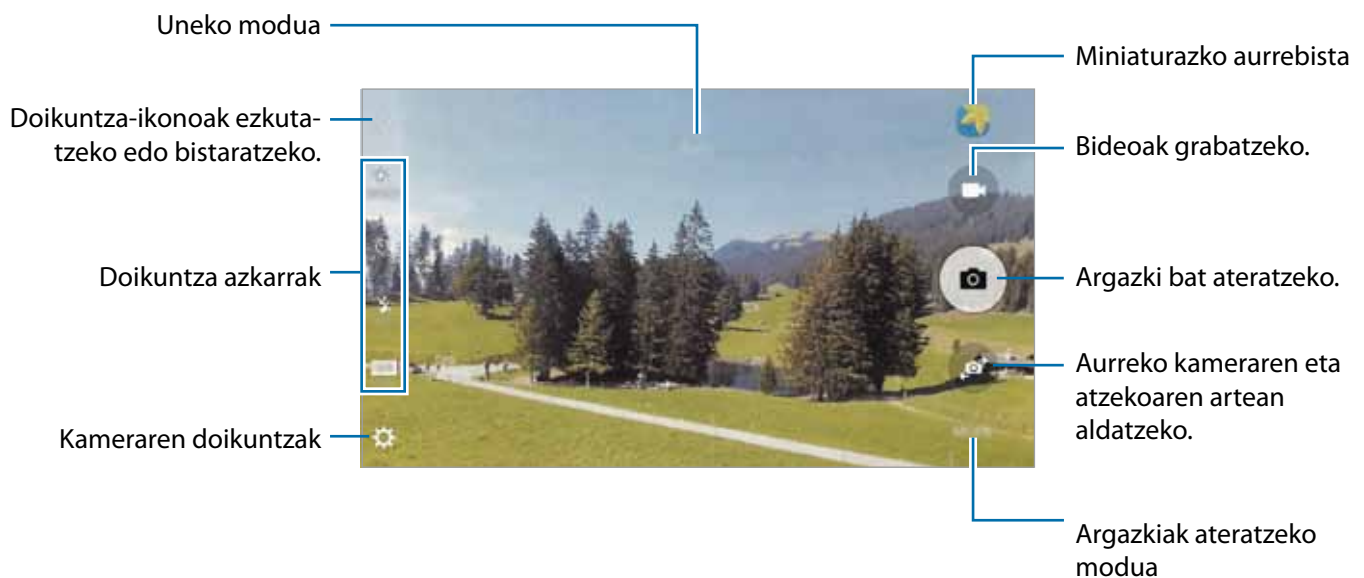 Uneko modua
Doikuntza-ikonoak ezkuta-
tzeko edo bistaratzeko.
Doikuntza azkarrak
Kameraren doikuntzak
Miniaturazko aurrebista
Bideoak grabatzeko.
Argazki bat ateratzeko.
Aurreko kameraren eta
atzekoaren artean
aldatzeko.
Argazkiak ateratzeko
modua